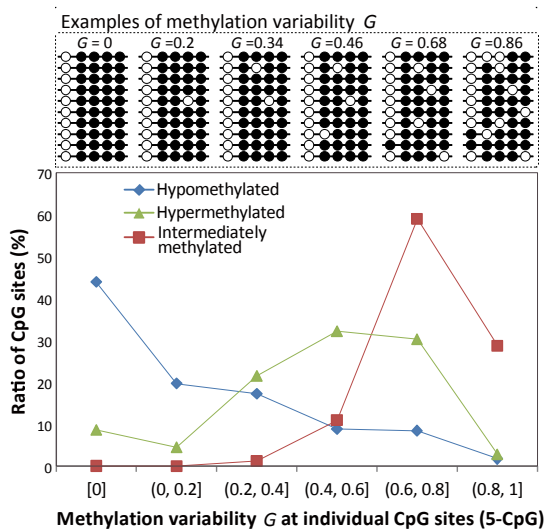 Examples of methylation variability G
G = 0 G =0.2 G =0.34 G =0.46 G =0.68 G =0.86
70
60
50
40
30
20
10
0
Ratio of CpG sites (%)
Hypomethylated
Hypermethylated
Intermediately
methylated
[0] (0, 0.2] (0.2, 0.4] (0.4, 0.6] (0.6, 0.8] (0.8, 1]
Methylation variability G at individual CpG sites (5-CpG)